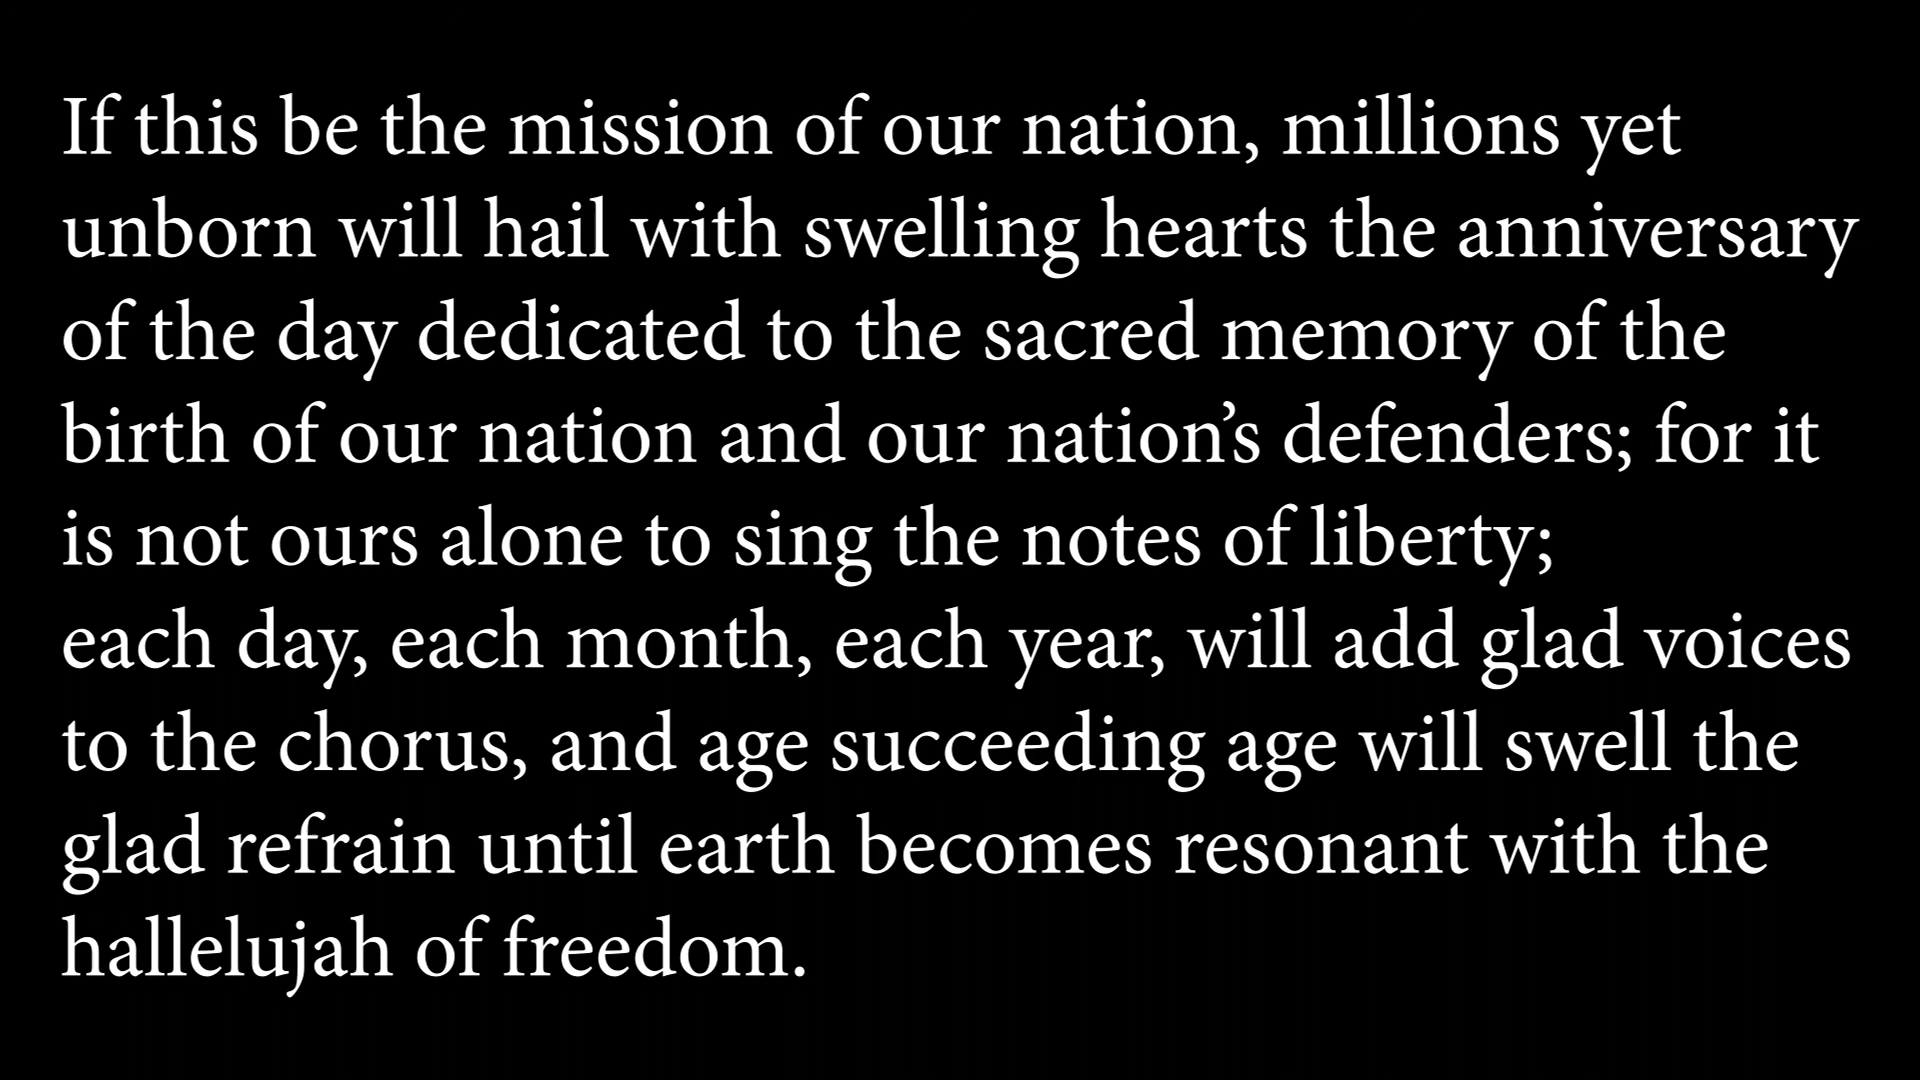 If this be the mission of our nation, millions yet
unborn will hail with swelling hearts the anniversary
of the day dedicated to the sacred memory of the
birth of our nation and our nation’s defenders; for it
is not ours alone to sing the notes of liberty;
each day, each month, each year, will add glad voices
to the chorus, and age succeeding age will swell the
glad refrain until earth becomes resonant with the
hallelujah of freedom.